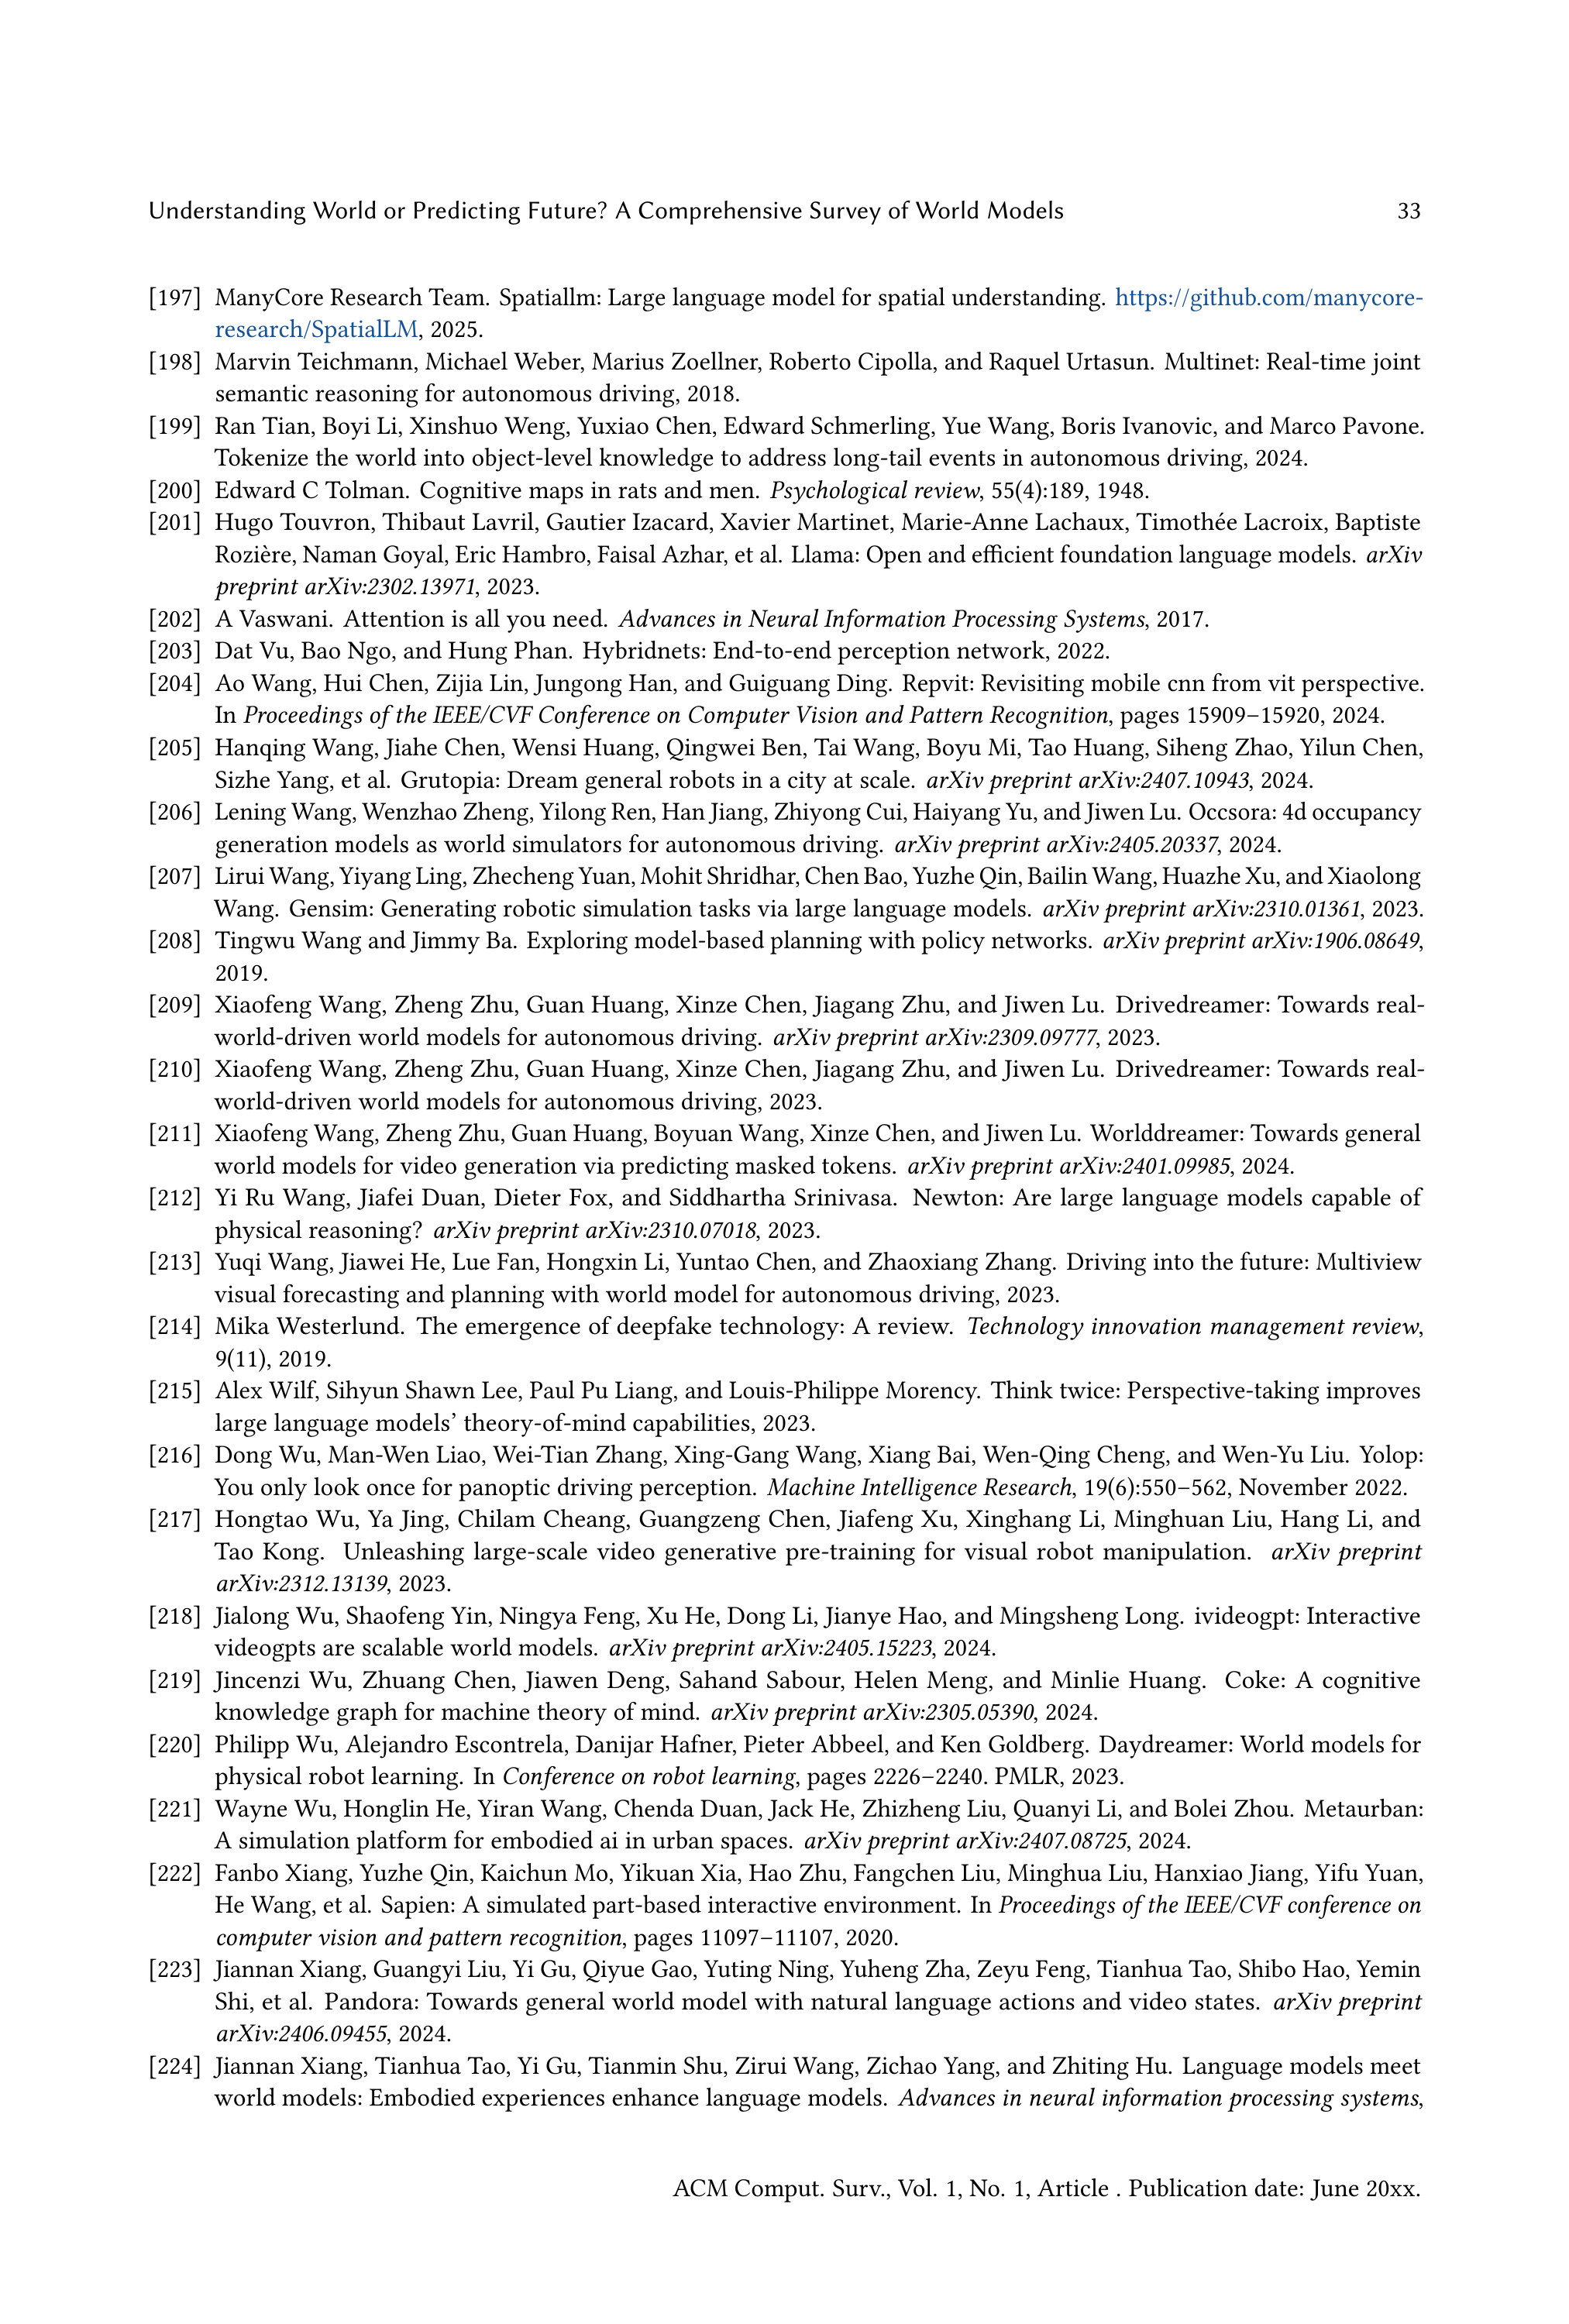 Understanding World or Predicting Future? A Comprehensive Survey of World Models 33
[197] ManyCore Research Team. Spatiallm: Large language model for spatial understanding. https://github.com/manycore-
research/SpatialLM, 2025.
[198] Marvin Teichmann, Michael Weber, Marius Zoellner, Roberto Cipolla, and Raquel Urtasun. Multinet: Real-time joint
semantic reasoning for autonomous driving, 2018.
[199] Ran Tian, Boyi Li, Xinshuo Weng, Yuxiao Chen, Edward Schmerling, Yue Wang, Boris Ivanovic, and Marco Pavone.
Tokenize the world into object-level knowledge to address long-tail events in autonomous driving, 2024.
[200] Edward C Tolman. Cognitive maps in rats and men. Psychological review, 55(4):189, 1948.
[201] Hugo Touvron, Thibaut Lavril, Gautier Izacard, Xavier Martinet, Marie-Anne Lachaux, Timothée Lacroix, Baptiste
Rozière, Naman Goyal, Eric Hambro, Faisal Azhar, et al. Llama: Open and efficient foundation language models. arXiv
preprint arXiv:2302.13971, 2023.
[202] A Vaswani. Attention is all you need. Advances in Neural Information Processing Systems, 2017.
[203] Dat Vu, Bao Ngo, and Hung Phan. Hybridnets: End-to-end perception network, 2022.
[204] Ao Wang, Hui Chen, Zijia Lin, Jungong Han, and Guiguang Ding. Repvit: Revisiting mobile cnn from vit perspective.
In Proceedings of the IEEE/CVF Conference on Computer Vision and Pattern Recognition, pages 15909–15920, 2024.
[205] Hanqing Wang, Jiahe Chen, Wensi Huang, Qingwei Ben, Tai Wang, Boyu Mi, Tao Huang, Siheng Zhao, Yilun Chen,
Sizhe Yang, et al. Grutopia: Dream general robots in a city at scale. arXiv preprint arXiv:2407.10943, 2024.
[206] Lening Wang, Wenzhao Zheng, Yilong Ren, Han Jiang, Zhiyong Cui, Haiyang Yu, and Jiwen Lu. Occsora: 4d occupancy
generation models as world simulators for autonomous driving. arXiv preprint arXiv:2405.20337, 2024.
[207] Lirui Wang, Yiyang Ling, Zhecheng Yuan, Mohit Shridhar, Chen Bao, Yuzhe Qin, Bailin Wang, Huazhe Xu, and Xiaolong
Wang. Gensim: Generating robotic simulation tasks via large language models. arXiv preprint arXiv:2310.01361, 2023.
[208] Tingwu Wang and Jimmy Ba. Exploring model-based planning with policy networks. arXiv preprint arXiv:1906.08649,
2019.
[209] Xiaofeng Wang, Zheng Zhu, Guan Huang, Xinze Chen, Jiagang Zhu, and Jiwen Lu. Drivedreamer: Towards real-
world-driven world models for autonomous driving. arXiv preprint arXiv:2309.09777, 2023.
[210] Xiaofeng Wang, Zheng Zhu, Guan Huang, Xinze Chen, Jiagang Zhu, and Jiwen Lu. Drivedreamer: Towards real-
world-driven world models for autonomous driving, 2023.
[211] Xiaofeng Wang, Zheng Zhu, Guan Huang, Boyuan Wang, Xinze Chen, and Jiwen Lu. Worlddreamer: Towards general
world models for video generation via predicting masked tokens. arXiv preprint arXiv:2401.09985, 2024.
[212] Yi Ru Wang, Jiafei Duan, Dieter Fox, and Siddhartha Srinivasa. Newton: Are large language models capable of
physical reasoning? arXiv preprint arXiv:2310.07018, 2023.
[213] Yuqi Wang, Jiawei He, Lue Fan, Hongxin Li, Yuntao Chen, and Zhaoxiang Zhang. Driving into the future: Multiview
visual forecasting and planning with world model for autonomous driving, 2023.
[214] Mika Westerlund. The emergence of deepfake technology: A review. Technology innovation management review,
9(11), 2019.
[215] Alex Wilf, Sihyun Shawn Lee, Paul Pu Liang, and Louis-Philippe Morency. Think twice: Perspective-taking improves
large language models’ theory-of-mind capabilities, 2023.
[216] Dong Wu, Man-Wen Liao, Wei-Tian Zhang, Xing-Gang Wang, Xiang Bai, Wen-Qing Cheng, and Wen-Yu Liu. Yolop:
You only look once for panoptic driving perception. Machine Intelligence Research, 19(6):550–562, November 2022.
[217] Hongtao Wu, Ya Jing, Chilam Cheang, Guangzeng Chen, Jiafeng Xu, Xinghang Li, Minghuan Liu, Hang Li, and
Tao Kong. Unleashing large-scale video generative pre-training for visual robot manipulation. arXiv preprint
arXiv:2312.13139, 2023.
[218] Jialong Wu, Shaofeng Yin, Ningya Feng, Xu He, Dong Li, Jianye Hao, and Mingsheng Long. ivideogpt: Interactive
videogpts are scalable world models. arXiv preprint arXiv:2405.15223, 2024.
[219] Jincenzi Wu, Zhuang Chen, Jiawen Deng, Sahand Sabour, Helen Meng, and Minlie Huang. Coke: A cognitive
knowledge graph for machine theory of mind. arXiv preprint arXiv:2305.05390, 2024.
[220] Philipp Wu, Alejandro Escontrela, Danijar Hafner, Pieter Abbeel, and Ken Goldberg. Daydreamer: World models for
physical robot learning. In Conference on robot learning, pages 2226–2240. PMLR, 2023.
[221] Wayne Wu, Honglin He, Yiran Wang, Chenda Duan, Jack He, Zhizheng Liu, Quanyi Li, and Bolei Zhou. Metaurban:
A simulation platform for embodied ai in urban spaces. arXiv preprint arXiv:2407.08725, 2024.
[222] Fanbo Xiang, Yuzhe Qin, Kaichun Mo, Yikuan Xia, Hao Zhu, Fangchen Liu, Minghua Liu, Hanxiao Jiang, Yifu Yuan,
He Wang, et al. Sapien: A simulated part-based interactive environment. In Proceedings of the IEEE/CVF conference on
computer vision and pattern recognition, pages 11097–11107, 2020.
[223] Jiannan Xiang, Guangyi Liu, Yi Gu, Qiyue Gao, Yuting Ning, Yuheng Zha, Zeyu Feng, Tianhua Tao, Shibo Hao, Yemin
Shi, et al. Pandora: Towards general world model with natural language actions and video states. arXiv preprint
arXiv:2406.09455, 2024.
[224] Jiannan Xiang, Tianhua Tao, Yi Gu, Tianmin Shu, Zirui Wang, Zichao Yang, and Zhiting Hu. Language models meet
world models: Embodied experiences enhance language models. Advances in neural information processing systems,
ACM Comput. Surv., Vol. 1, No. 1, Article . Publication date: June 20xx.